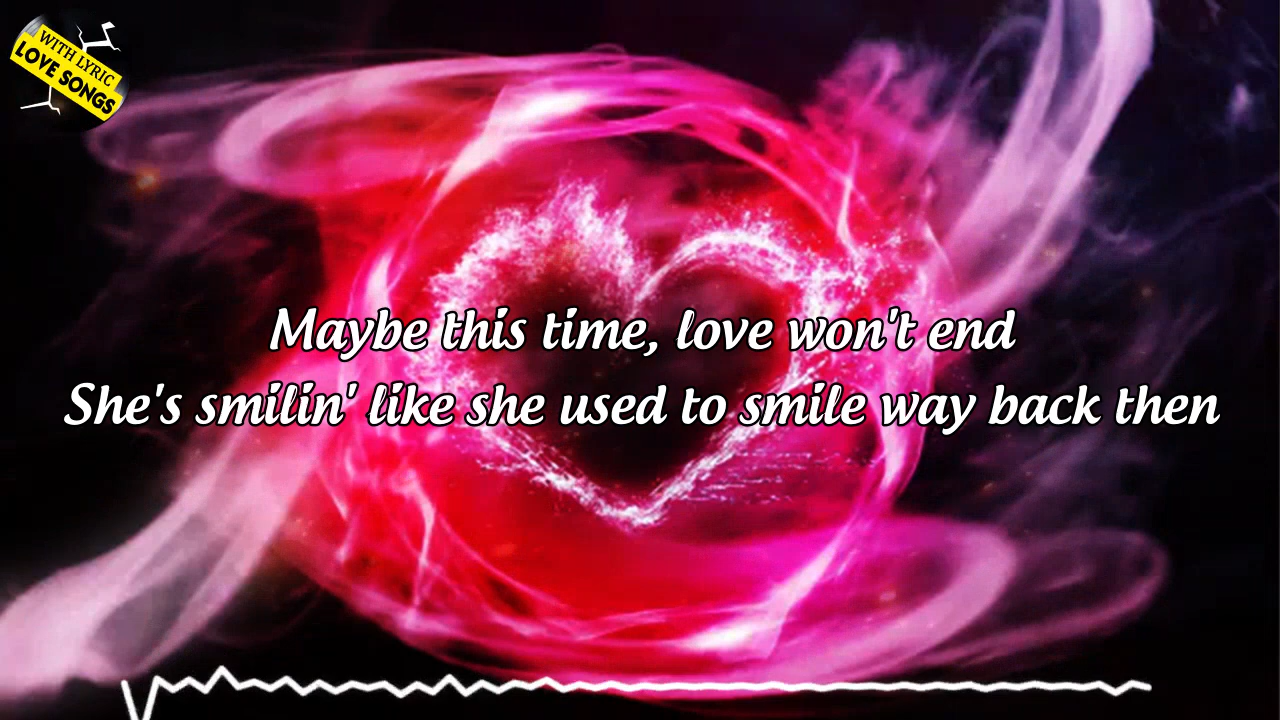 WITH LYRIC
LOVE SONGS
Maybe this time, love won't end
She's smilin' like she used to smile way back then